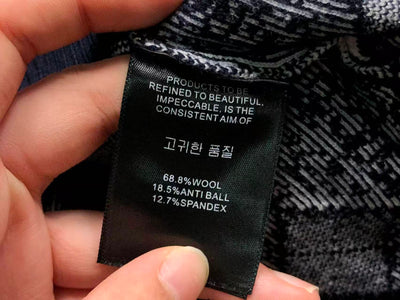 PRODUCTS TO BE
REFINED TO BEAUTIFUL,
IMPECCABLE. IS THE
CONSISTENT AIM OF
고귀한 품질
68.8%WOOL
18.5%ANTI BALL
12.7%SPANDEX